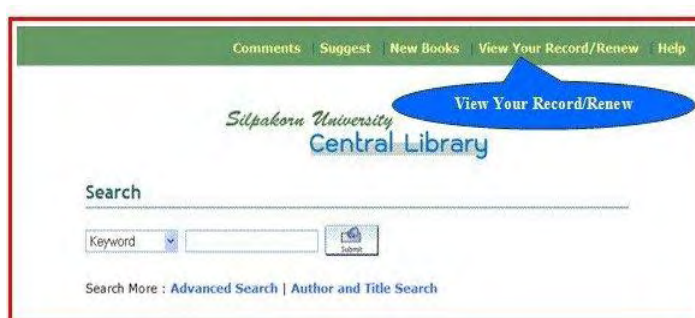 Comments | Suggest | New Books | View Your Record/Renew | Help
View Your Record/Renew
Silpakorn University
Central Library
Search
Keyword
Submit
Search More : Advanced Search | Author and Title Search